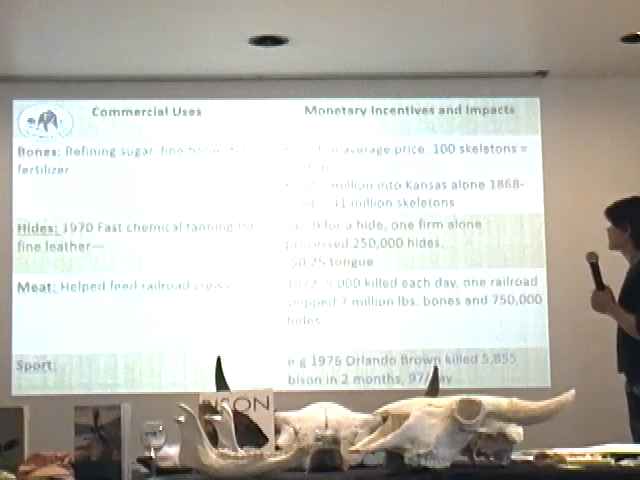 Commercial Uses
Monetary Incentives and Impacts
Bones: Refining sugar, fine bone
fertilizer
average price, 100 skeletons =
million into Kansas alone 1868-
million skeletons
Hides: 1970 Fast chemical tanning for
fine leather—
for a hide, one firm alone
processed 250,000 hides.
tongue
Meat: Helped feed railroad crews
killed each day, one railroad
shipped 7 million lbs. bones and 750,000
hides.
Sport:
e.g 1976 Orlando Brown killed 5,855
bison in 2 months, 97/day
BISON